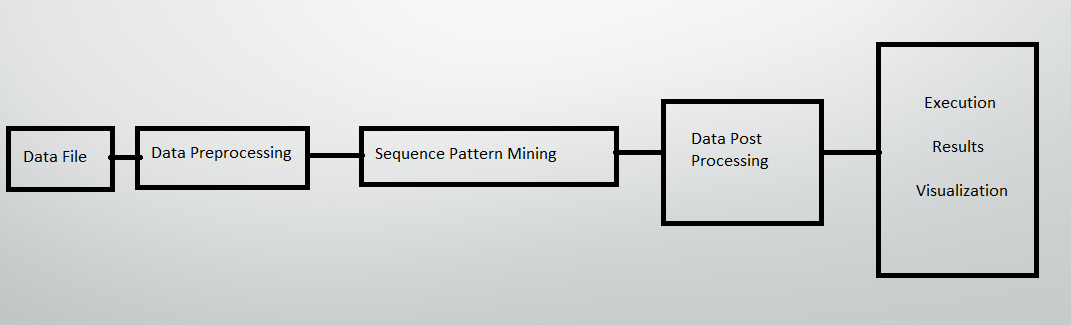 Data File
Data Preprocessing
Sequence Pattern Mining
Data Post
Processing
Execution
Results
Visualization